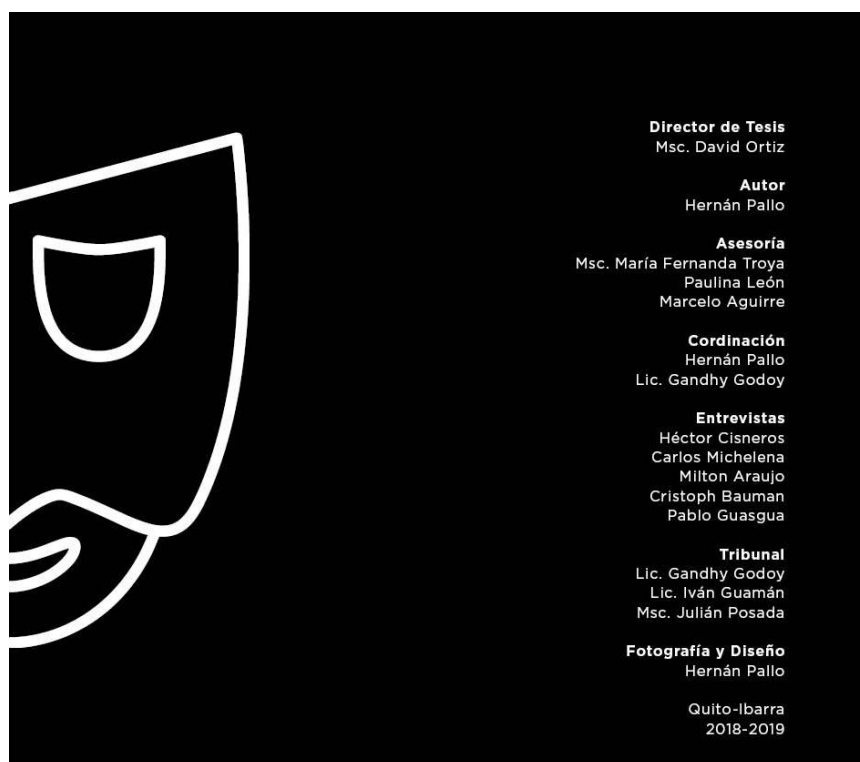 Director de Tesis
Msc. David Ortiz
Autor
Hernán Pallo
Asesoría
Msc. María Fernanda Troya
Paulina León
Marcelo Aguirre
Cordinación
Hernán Pallo
Lic. Gandhy Godoy
Entrevistas
Héctor Cisneros
Carlos Michelena
Milton Araujo
Cristoph Bauman
Pablo Guasgua
Tribunal
Lic. Gandhy Godoy
Lic. Iván Guamán
Msc. Julián Posada
Fotografía y Diseño
Hernán Pallo
Quito-Ibarra
2018-2019